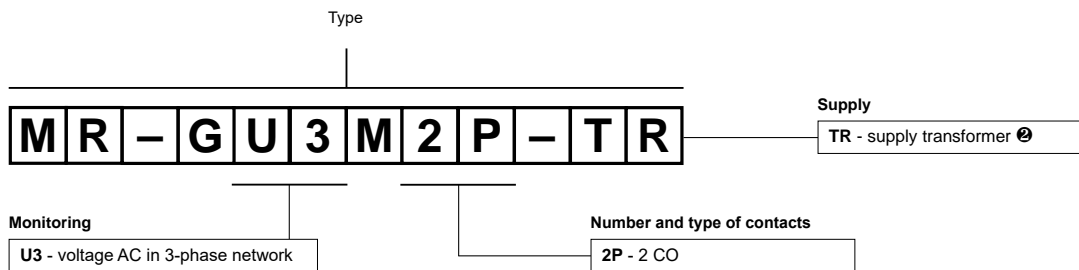 Type
MR–GU3M2P–TR
Supply
TR - supply transformer ❷
Monitoring
U3 - voltage AC in 3-phase network
Number and type of contacts
2P - 2 CO